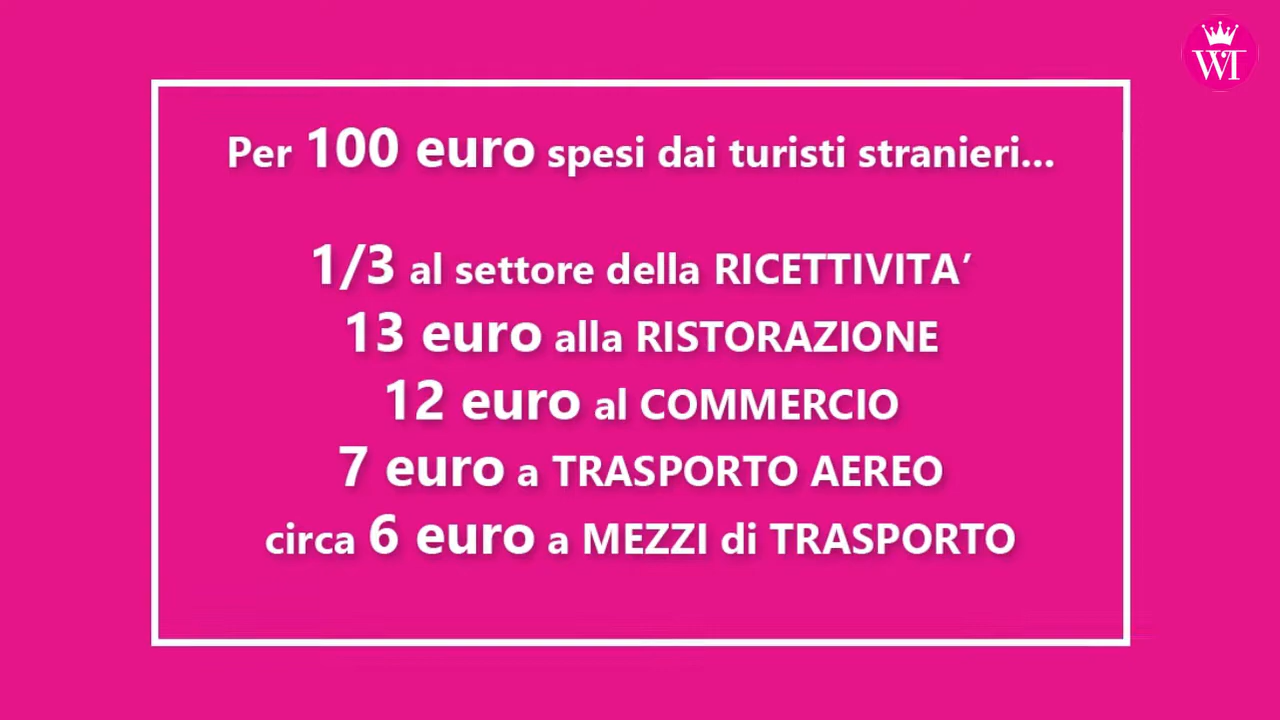 WT
Per 100 euro spesi dai turisti stranieri...
1/3 al settore della RICETTIVITA’
13 euro alla RISTORAZIONE
12 euro al COMMERCIO
7 euro a TRASPORTO AEREO
circa 6 euro a MEZZI di TRASPORTO